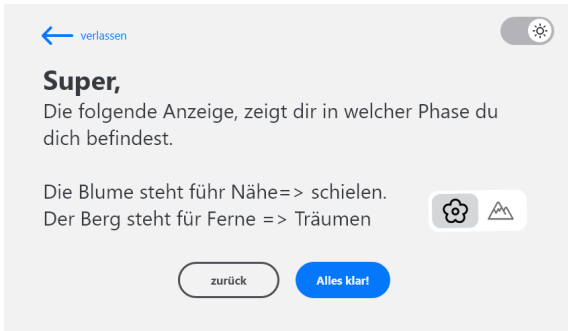 verlassen
Super,
Die folgende Anzeige, zeigt dir in welcher Phase du
dich befindest.
Die Blume steht führ Nähe=> schielen.
Der Berg steht für Ferne => Träumen
zurück
Alles klar!